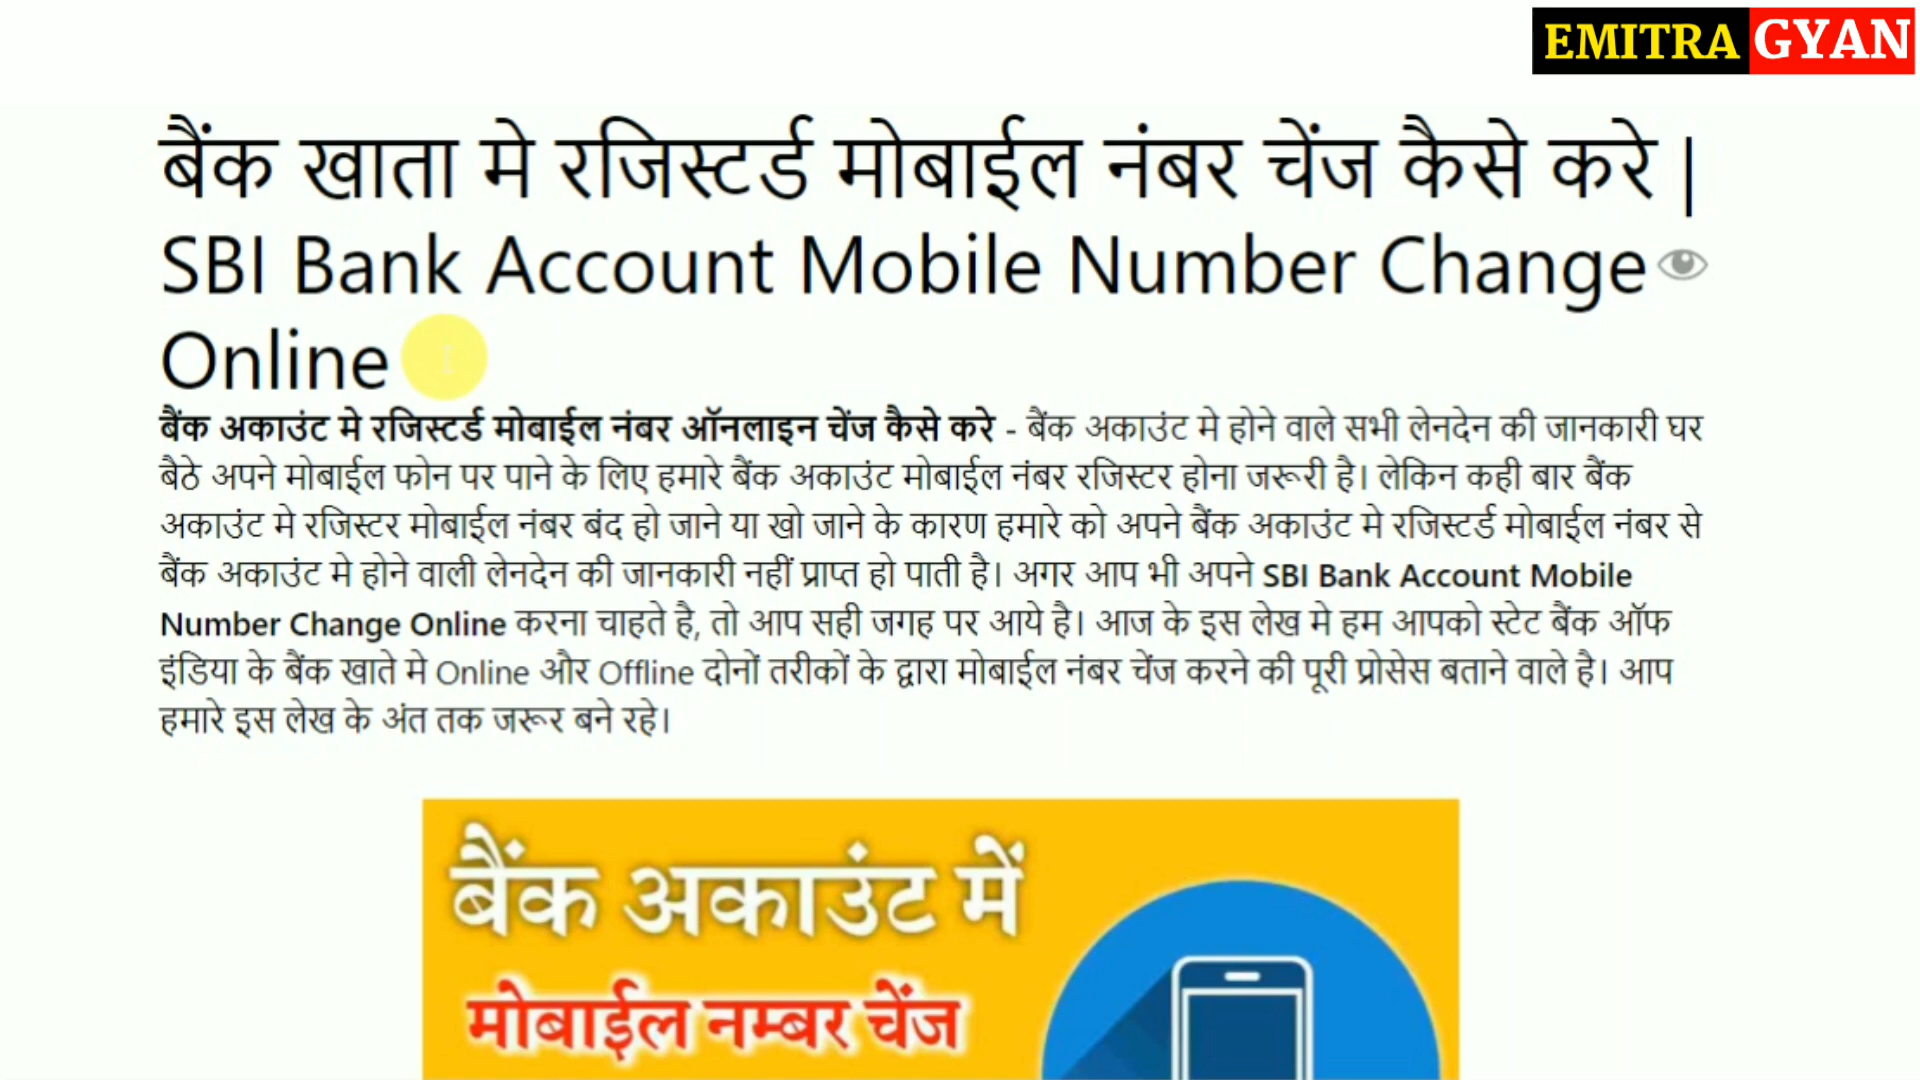 EMITRA GYAN
बैंक खाता मे रजिस्टर्ड मोबाईल नंबर चेंज कैसे करे |
SBI Bank Account Mobile Number Change
Online
बैंक अकाउंट मे रजिस्टर्ड मोबाईल नंबर ऑनलाइन चेंज कैसे करे - बैंक अकाउंट मे होने वाले सभी लेनदेन की जानकारी घर
बैठे अपने मोबाईल फोन पर पाने के लिए हमारे बैंक अकाउंट मोबाईल नंबर रजिस्टर होना जरूरी है। लेकिन कही बार बैंक
अकाउंट मे रजिस्टर मोबाईल नंबर बंद हो जाने या खो जाने के कारण हमारे को अपने बैंक अकाउंट मे रजिस्टर्ड मोबाईल नंबर से
बैंक अकाउंट मे होने वाली लेनदेन की जानकारी नहीं प्राप्त हो पाती है। अगर आप भी अपने SBI Bank Account Mobile
Number Change Online करना चाहते है, तो आप सही जगह पर आये है। आज के इस लेख मे हम आपको स्टेट बैंक ऑफ
इंडिया के बैंक खाते मे Online और Offline दोनों तरीकों के द्वारा मोबाईल नंबर चेंज करने की पूरी प्रोसेस बताने वाले है। आप
हमारे इस लेख के अंत तक जरूर बने रहे।
बैंक अकाउंट में
मोबाईल नम्बर चेंज